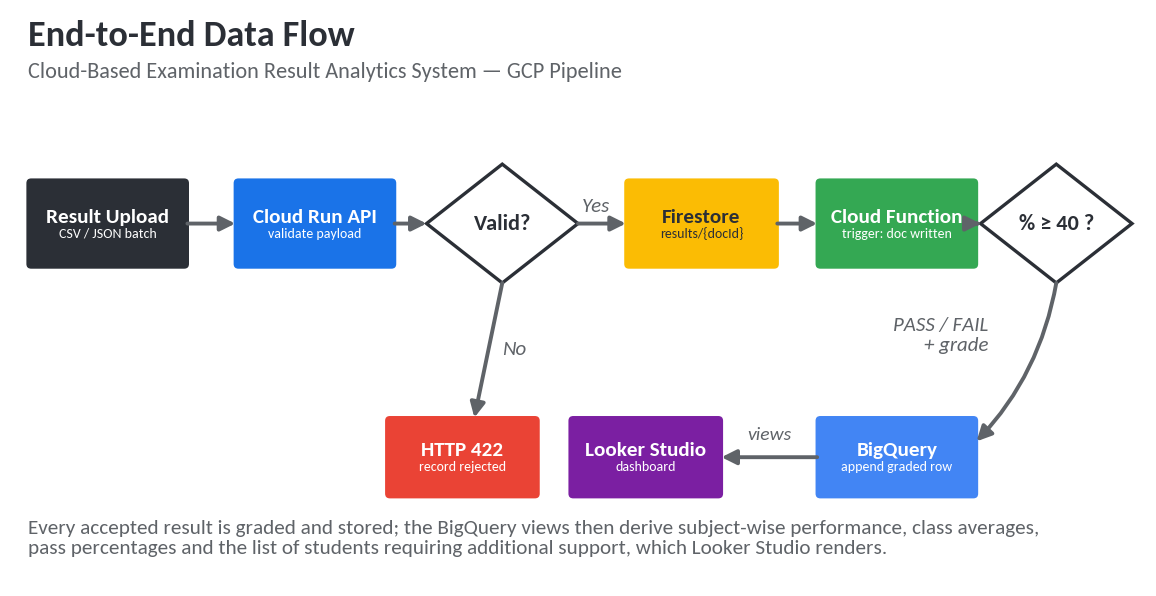 End-to-End Data Flow
Cloud-Based Examination Result Analytics System — GCP Pipeline
Result Upload
CSV / JSON batch
Cloud Run API
validate payload
Valid?
Yes
Firestore
results/{docId}
Cloud Function
trigger: doc written
% ≥ 40 ?
No
PASS / FAIL
+ grade
HTTP 422
record rejected
Looker Studio
dashboard
views
BigQuery
append graded row
Every accepted result is graded and stored; the BigQuery views then derive subject-wise performance, class averages,
pass percentages and the list of students requiring additional support, which Looker Studio renders.